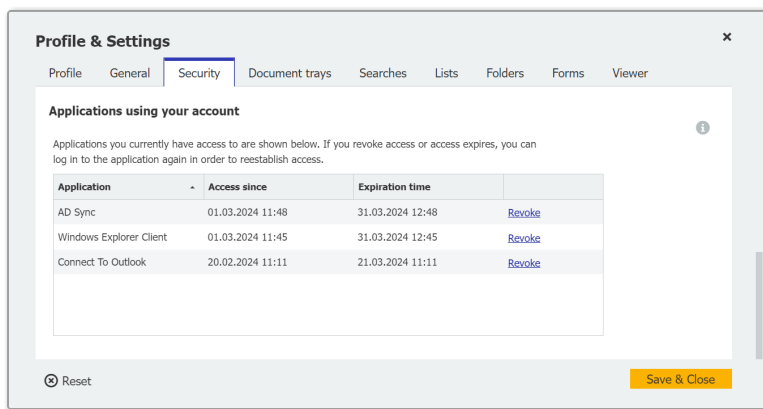 Profile & Settings
Profile General Security Document trays Searches Lists Folders Forms Viewer
Applications using your account
Applications you currently have access to are shown below. If you revoke access or access expires, you can
log in to the application again in order to reestablish access.
Application Access since Expiration time
AD Sync 01.03.2024 11:48 31.03.2024 12:48 Revoke
Windows Explorer Client 01.03.2024 11:45 31.03.2024 12:45 Revoke
Connect To Outlook 20.02.2024 11:11 21.03.2024 11:11 Revoke
Reset Save & Close